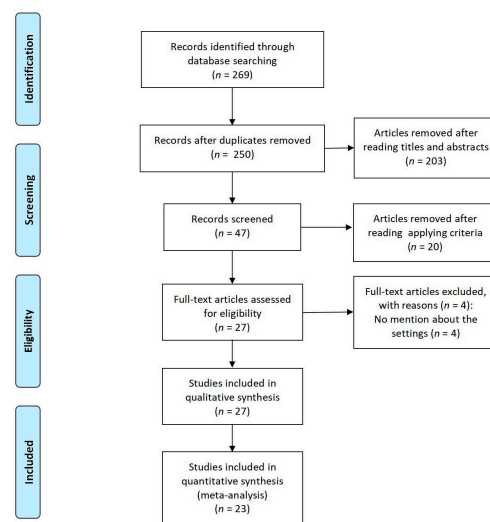 Identification
Records identified through
database searching
(n = 269)
Records after duplicates removed
(n = 250)
Articles removed after
reading titles and abstracts
(n = 203)
Screening
Records screened
(n = 47)
Articles removed after
reading applying criteria
(n = 20)
Eligibility
Full-text articles assessed
for eligibility
(n = 27)
Full-text articles excluded,
with reasons (n = 4):
No mention about the
settings (n = 4)
Studies included in
qualitative synthesis
(n = 27)
Included
Studies included in
quantitative synthesis
(meta-analysis)
(n = 23)